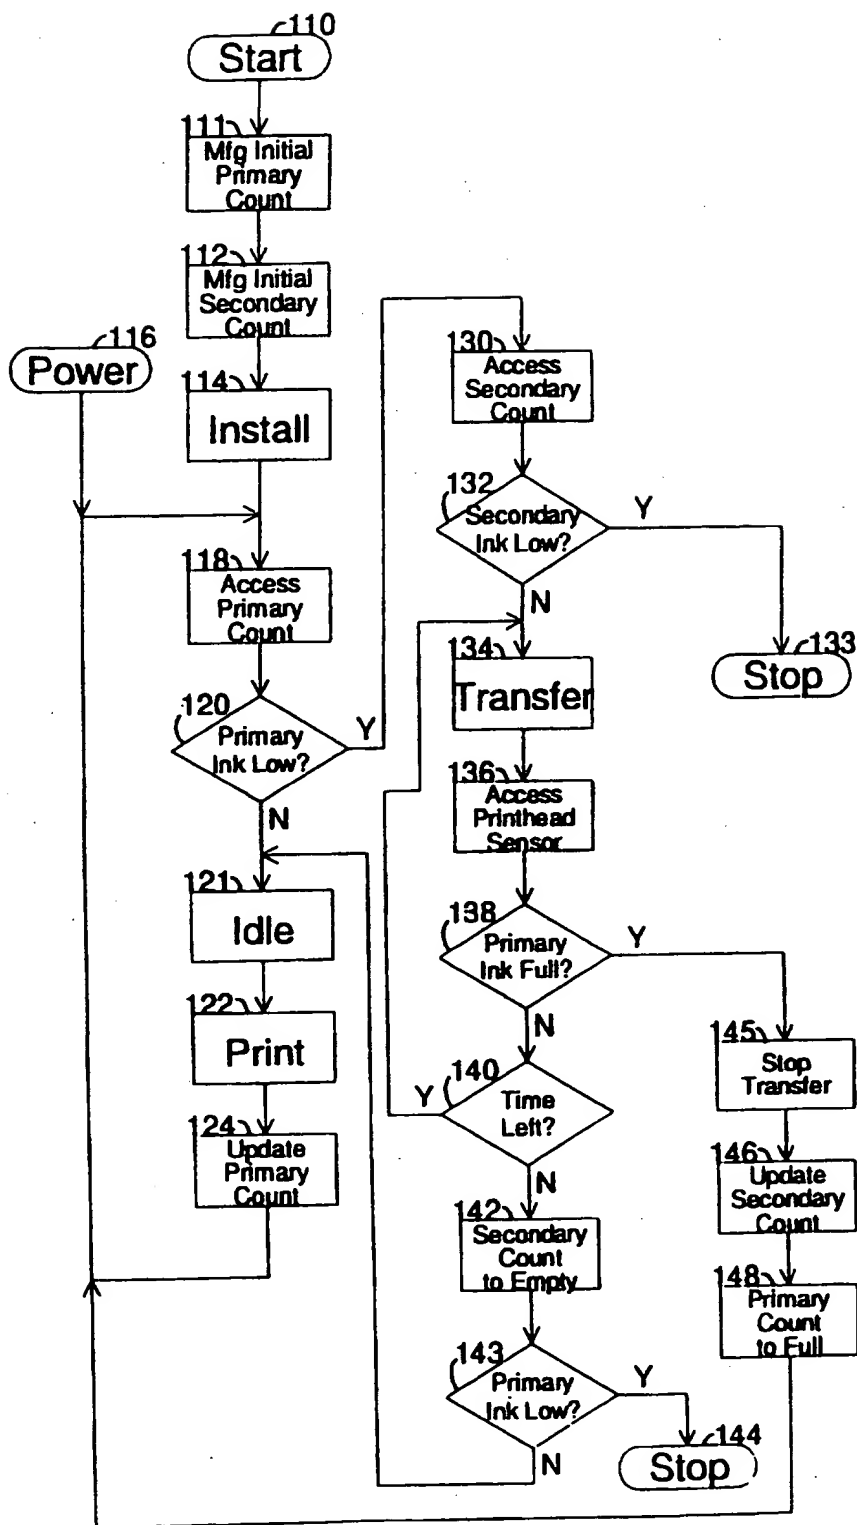 110
Start
111
Mfg Initial
Primary
Count
112
Mfg Initial
Secondary
Count
116
Power
114
Install
118
Access
Primary
Count
120
Primary
Ink Low?
Y
N
121
Idle
122
Print
124
Update
Primary
Count
130
Access
Secondary
Count
132
Secondary
Ink Low?
Y
N
133
Stop
134
Transfer
136
Access
Printhead
Sensor
138
Primary
Ink Full?
Y
N
140
Time
Left?
Y
N
142
Secondary
Count
to Empty
143
Primary
Ink Low?
Y
N
144
Stop
145
Stop
Transfer
146
Update
Secondary
Count
148
Primary
Count
to Full